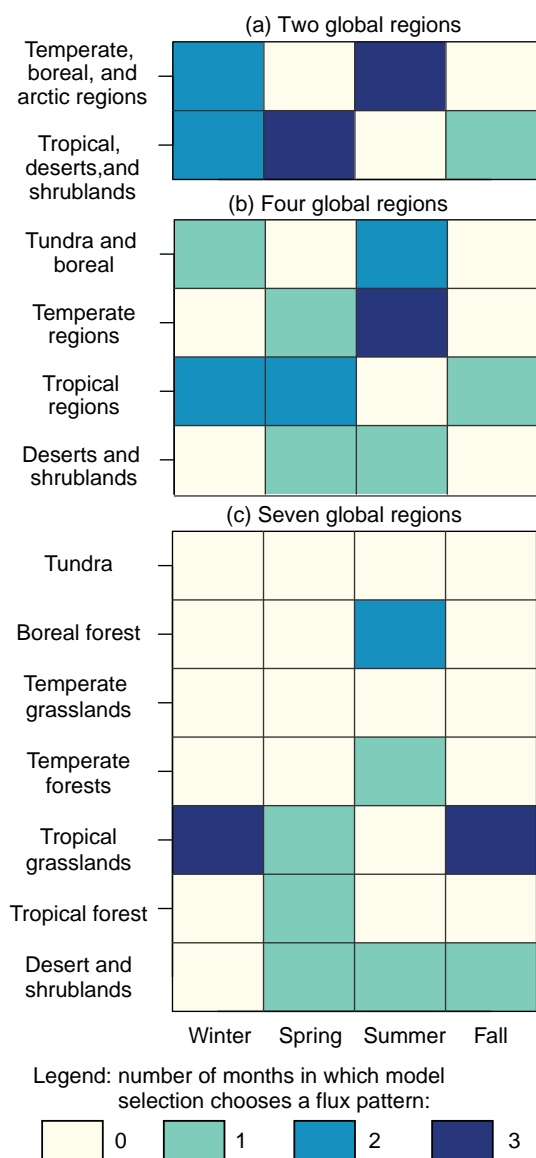 (a) Two global regions
Temperate,
boreal, and
arctic regions
Tropical,
deserts,and
shrublands
(b) Four global regions
Tundra and
boreal
Temperate
regions
Tropical
regions
Deserts and
shrublands
(c) Seven global regions
Tundra
Boreal forest
Temperate
grasslands
Temperate
forests
Tropical
grasslands
Tropical forest
Desert and
shrublands
Winter Spring Summer Fall
Legend: number of months in which model
selection chooses a flux pattern:
0 1 2 3